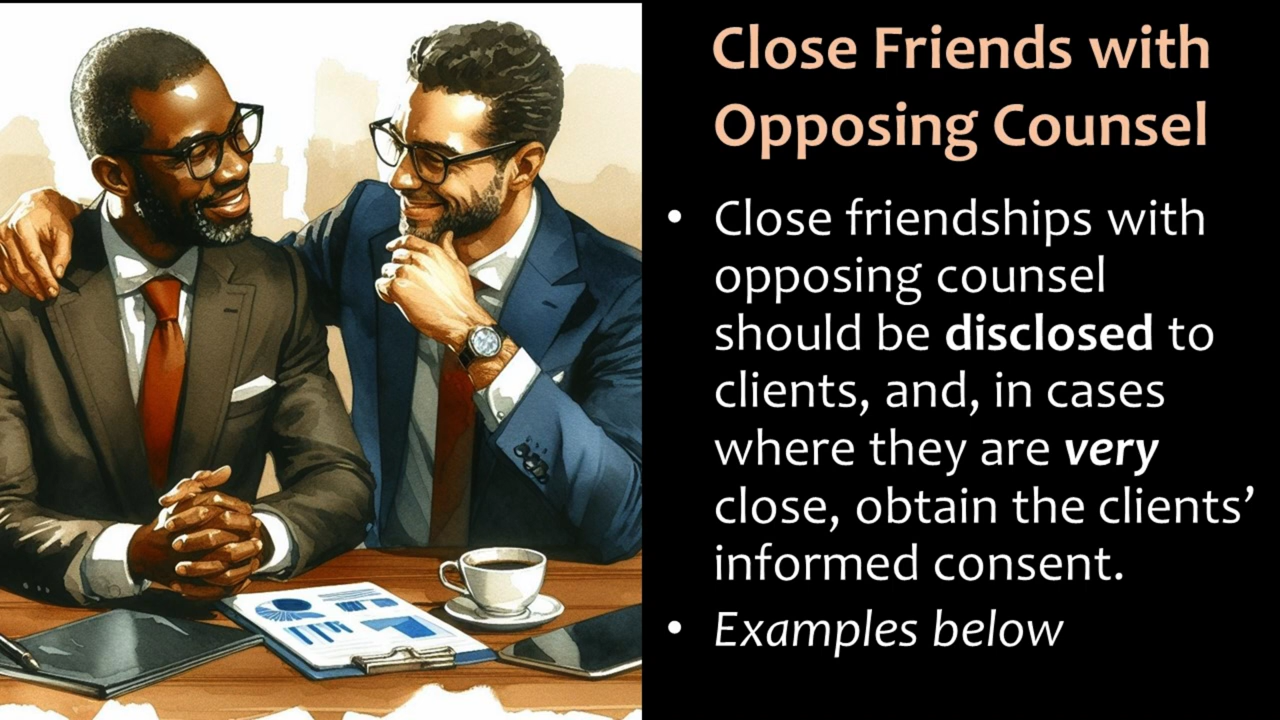 Close Friends with
Opposing Counsel
• Close friendships with
opposing counsel
should be disclosed to
clients, and, in cases
where they are very
close, obtain the clients’
informed consent.
• Examples below